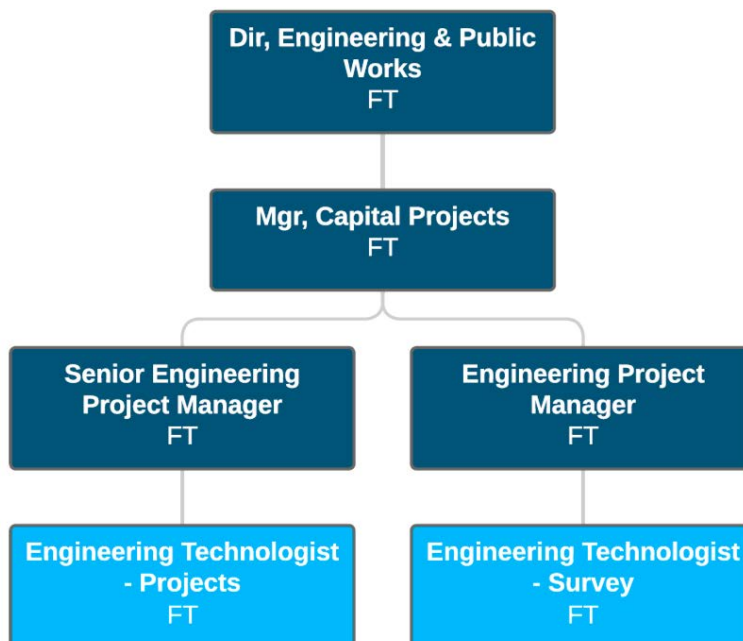 Dir, Engineering & Public
Works
FT
Mgr, Capital Projects
FT
Senior Engineering
Project Manager
FT
Engineering Project
Manager
FT
Engineering Technologist
- Projects
FT
Engineering Technologist
- Survey
FT